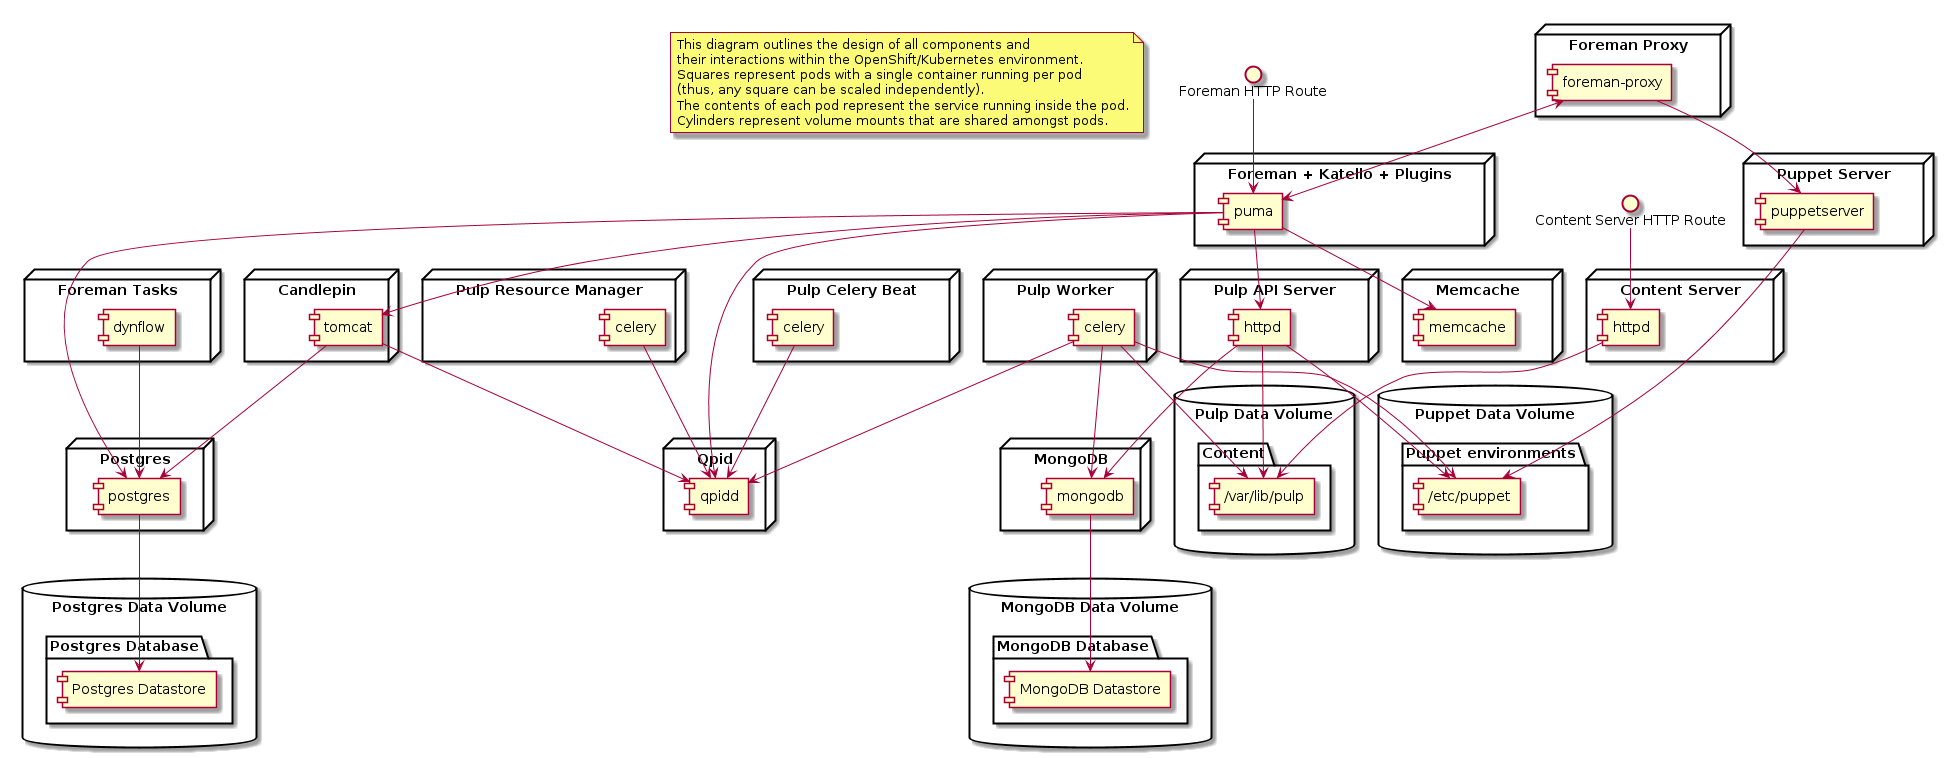 This diagram outlines the design of all components and
their interactions within the OpenShift/Kubernetes environment.
Squares represent pods with a single container running per pod
(thus, any square can be scaled independently).
The contents of each pod represent the service running inside the pod.
Cylinders represent volume mounts that are shared amongst pods.
Foreman HTTP Route
Foreman Proxy
foreman-proxy
Foreman + Katello + Plugins
puma
Content Server HTTP Route
Puppet Server
puppetserver
Foreman Tasks
dynflow
Candlepin
tomcat
Pulp Resource Manager
celery
Pulp Celery Beat
celery
Pulp Worker
celery
Pulp API Server
httpd
Memcache
memcache
Content Server
httpd
Postgres
postgres
Qpid
qpidd
MongoDB
mongodb
Pulp Data Volume
Content
/var/lib/pulp
Puppet Data Volume
Puppet environments
/etc/puppet
Postgres Data Volume
Postgres Database
Postgres Datastore
MongoDB Data Volume
MongoDB Database
MongoDB Datastore